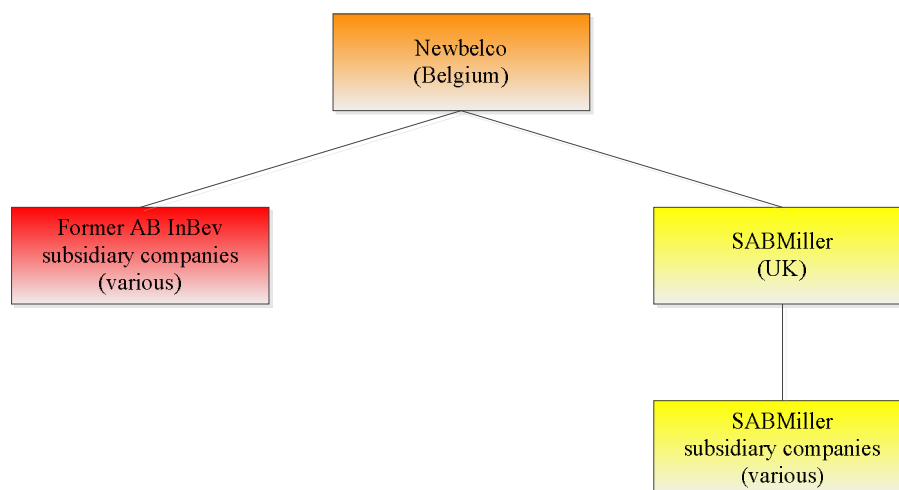 Newbelco
(Belgium)
Former AB InBev
subsidiary companies
(various)
SABMiller
(UK)
SABMiller
subsidiary companies
(various)